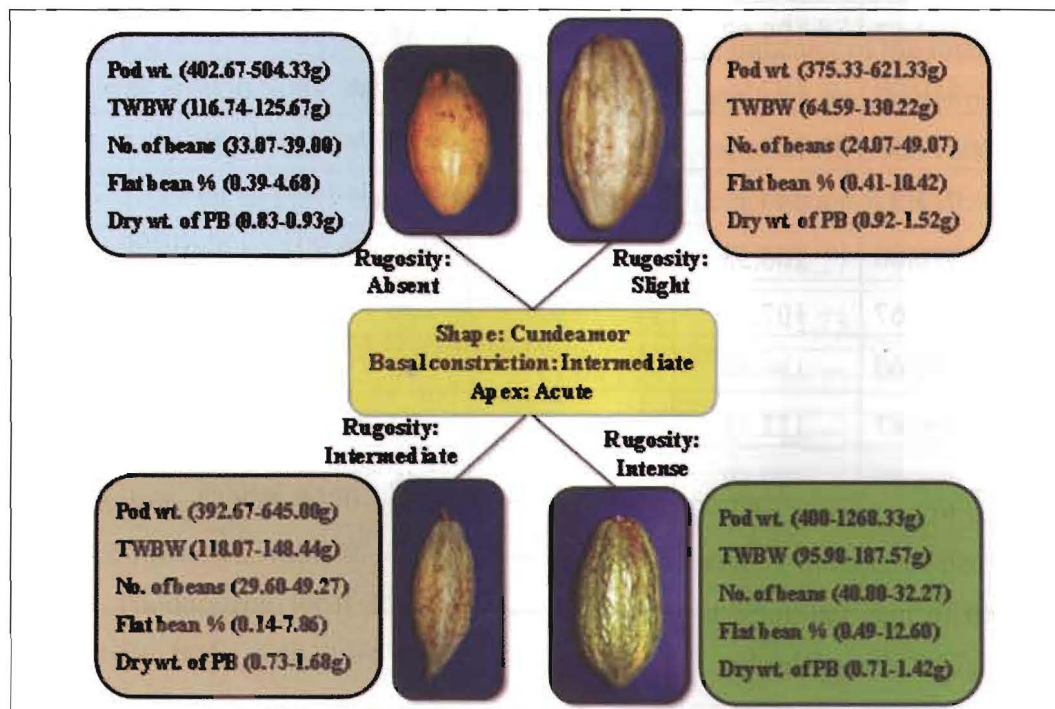 Pod wt. (402.67-504.33g)
TWBW (116.74-125.67g)
No. of beans (33.07-39.00)
Flat bean % (0.39-4.68)
Dry wt. of PB (0.83-0.93g)
Pod wt. (375.33-621.33g)
TWBW (64.59-130.22g)
No. of beans (24.07-49.07)
Flat bean % (0.41-10.42)
Dry wt. of PB (0.92-1.52g)
Rugosity:
Absent
Rugosity:
Slight
Shape: Cundeamor
Basal constriction: Intermediate
Apex: Acute
Rugosity:
Intermediate
Rugosity:
Intense
Pod wt. (392.67-645.00g)
TWBW (118.07-148.44g)
No. of beans (29.60-49.27)
Flat bean % (0.14-7.86)
Dry wt. of PB (0.73-1.68g)
Pod wt. (400-1268.33g)
TWBW (95.90-187.57g)
No. of beans (40.80-32.27)
Flat bean % (0.49-12.60)
Dry wt. of PB (0.71-1.42g)